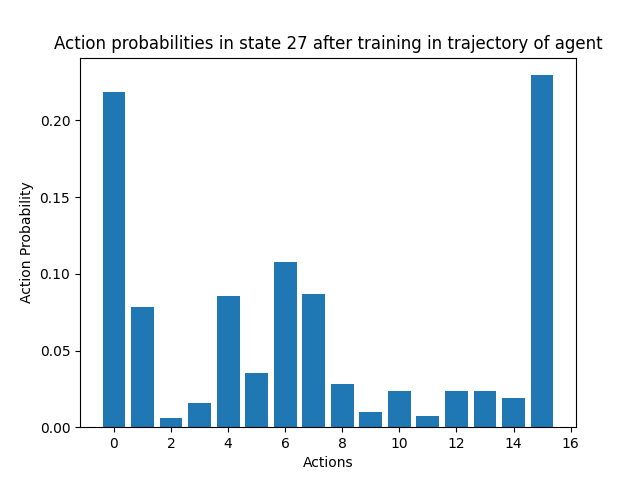 Action probabilities in state 27 after training in trajectory of agent
Action Probability
0.20
0.15
0.10
0.05
0.00
0 2 4 6 8 10 12 14 16
Actions